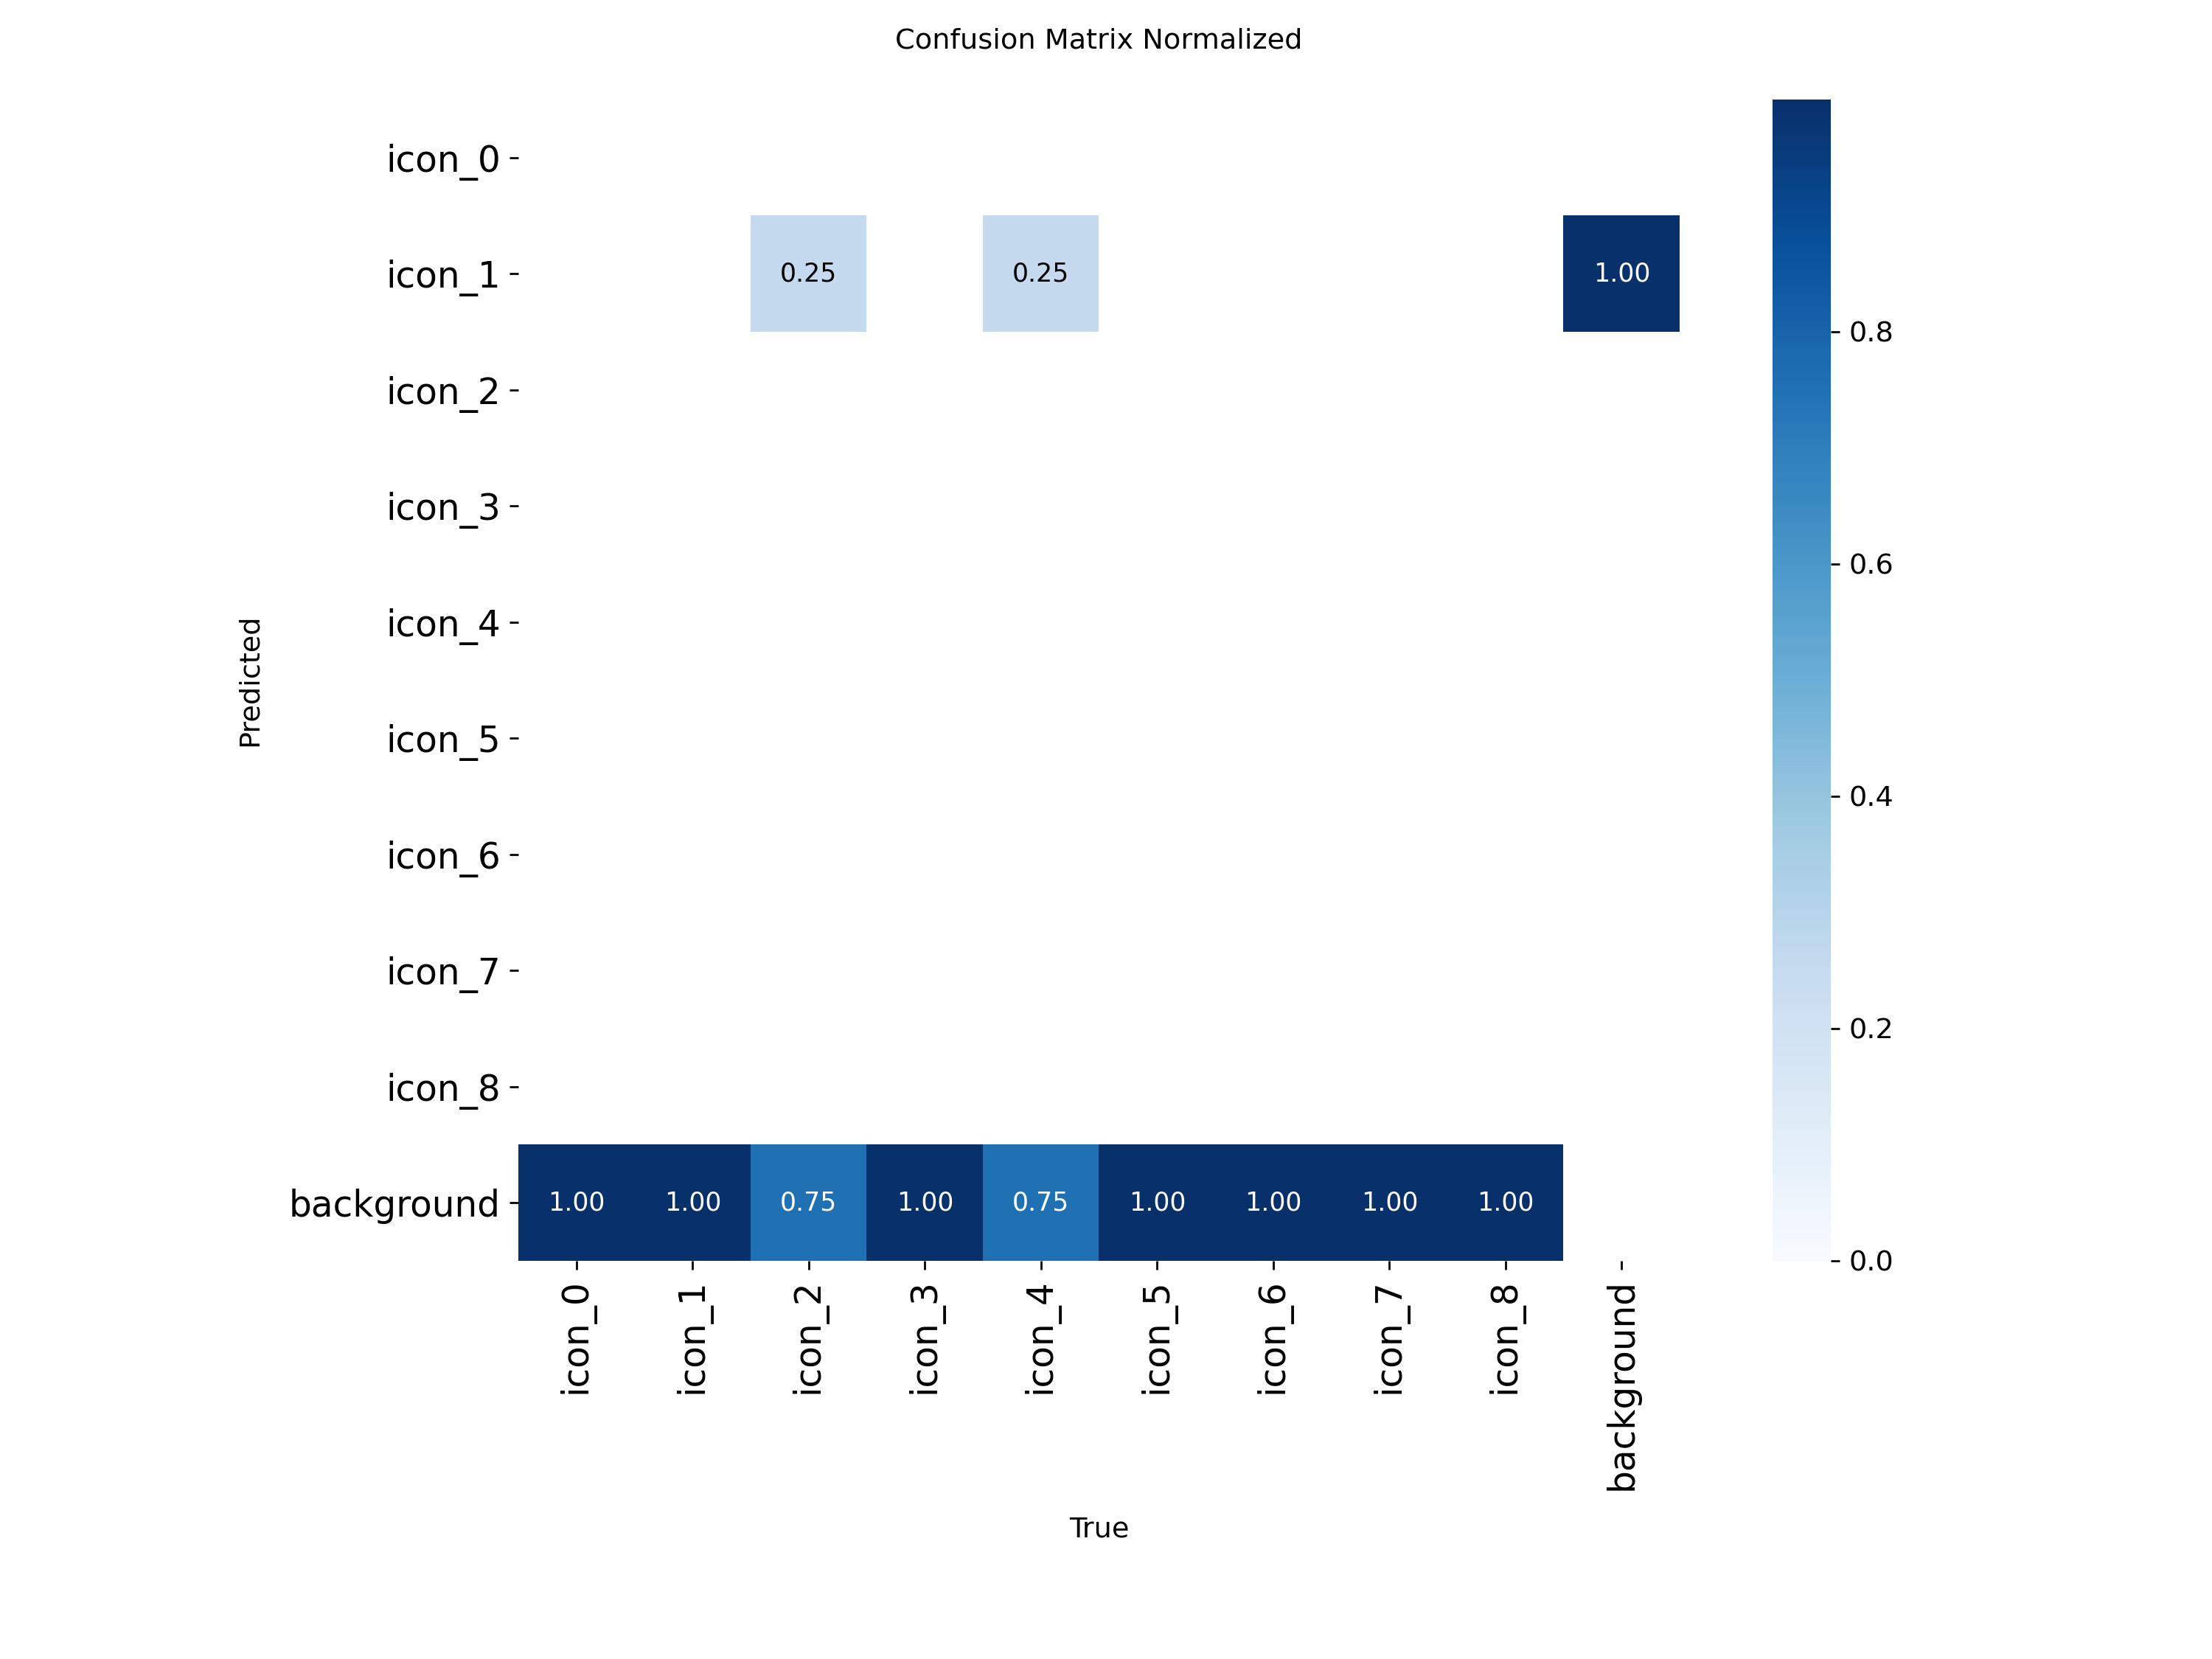 Confusion Matrix Normalized
icon_0
icon_1
0.25 0.25 1.00
icon_2
icon_3
icon_4
icon_5
icon_6
icon_7
icon_8
background
1.00 1.00 0.75 1.00 0.75 1.00 1.00 1.00 1.00
Predicted
icon_0 icon_1 icon_2 icon_3 icon_4 icon_5 icon_6 icon_7 icon_8 background
True
0.8
0.6
0.4
0.2
0.0